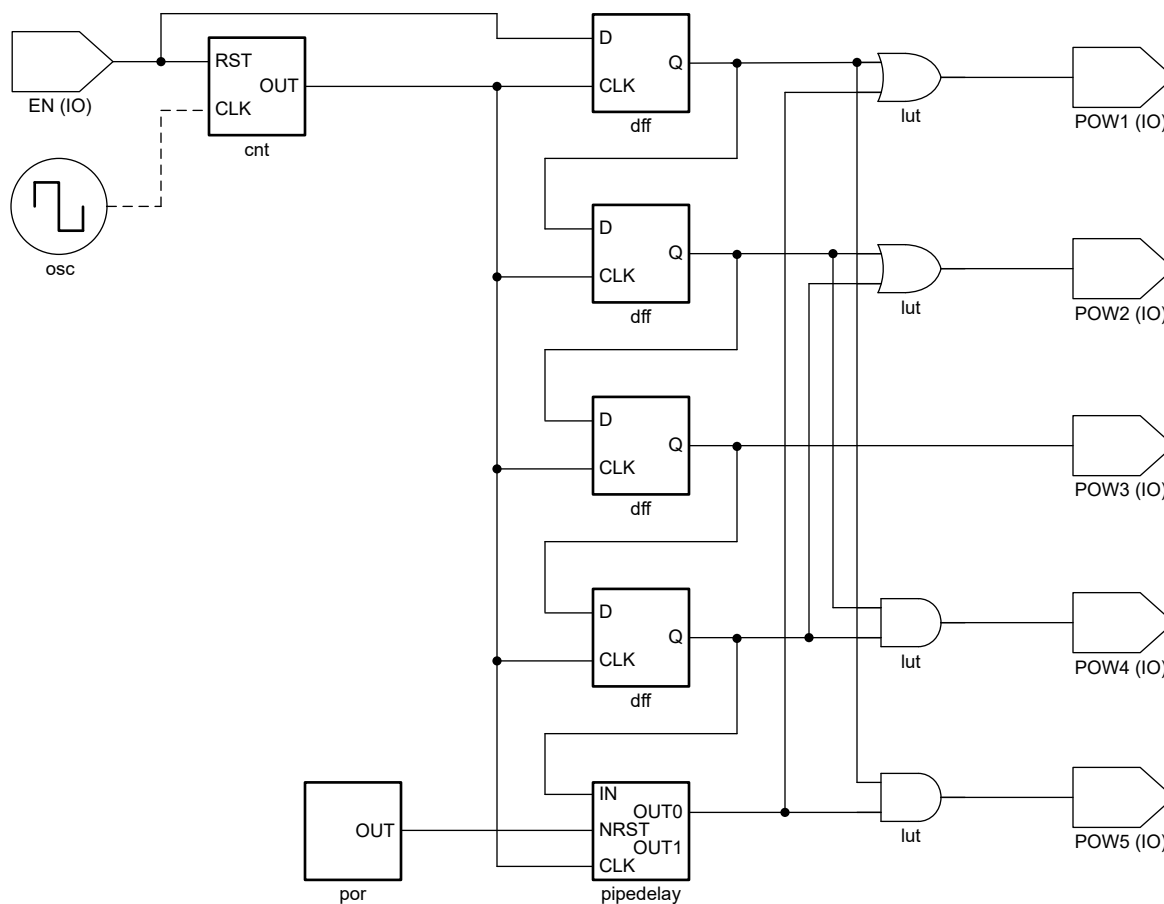 EN (IO)
RST
OUT
CLK
cnt
osc
D
Q
CLK
dff
lut
POW1 (IO)
D
Q
CLK
dff
lut
POW2 (IO)
D
Q
CLK
dff
POW3 (IO)
D
Q
CLK
dff
lut
POW4 (IO)
OUT
por
IN
OUT0
NRST
OUT1
CLK
pipedelay
lut
POW5 (IO)